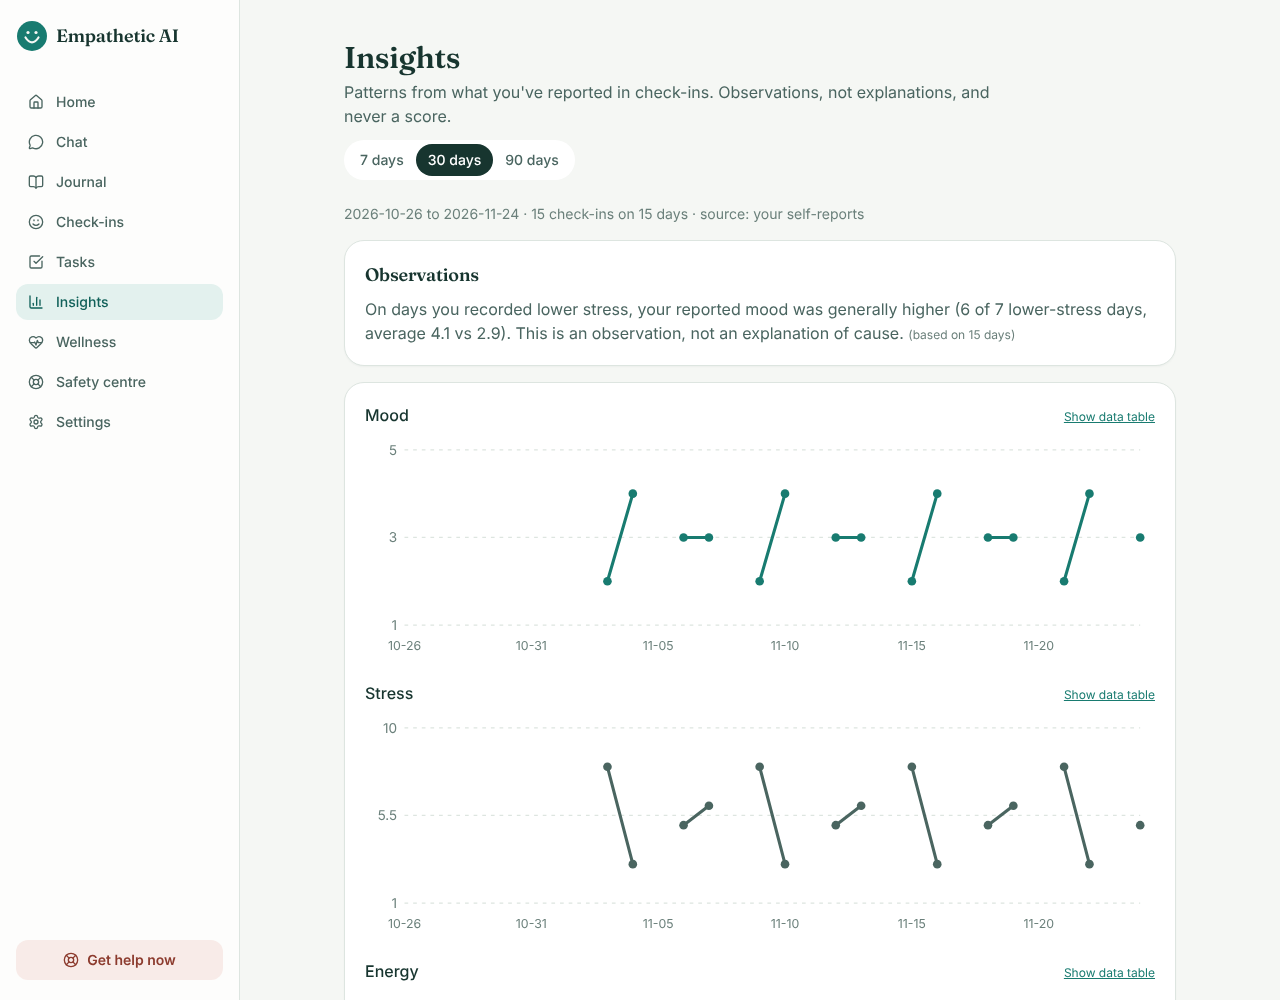 Empathetic AI
Home
Chat
Journal
Check-ins
Tasks
Insights
Wellness
Safety centre
Settings
Get help now
Insights
Patterns from what you've reported in check-ins. Observations, not explanations, and
never a score.
7 days 30 days 90 days
2026-10-26 to 2026-11-24 · 15 check-ins on 15 days · source: your self-reports
Observations
On days you recorded lower stress, your reported mood was generally higher (6 of 7 lower-stress days,
average 4.1 vs 2.9). This is an observation, not an explanation of cause. (based on 15 days)
Mood Show data table
5
3
1
10-26 10-31 11-05 11-10 11-15 11-20
Stress Show data table
10
5.5
1
10-26 10-31 11-05 11-10 11-15 11-20
Energy Show data table